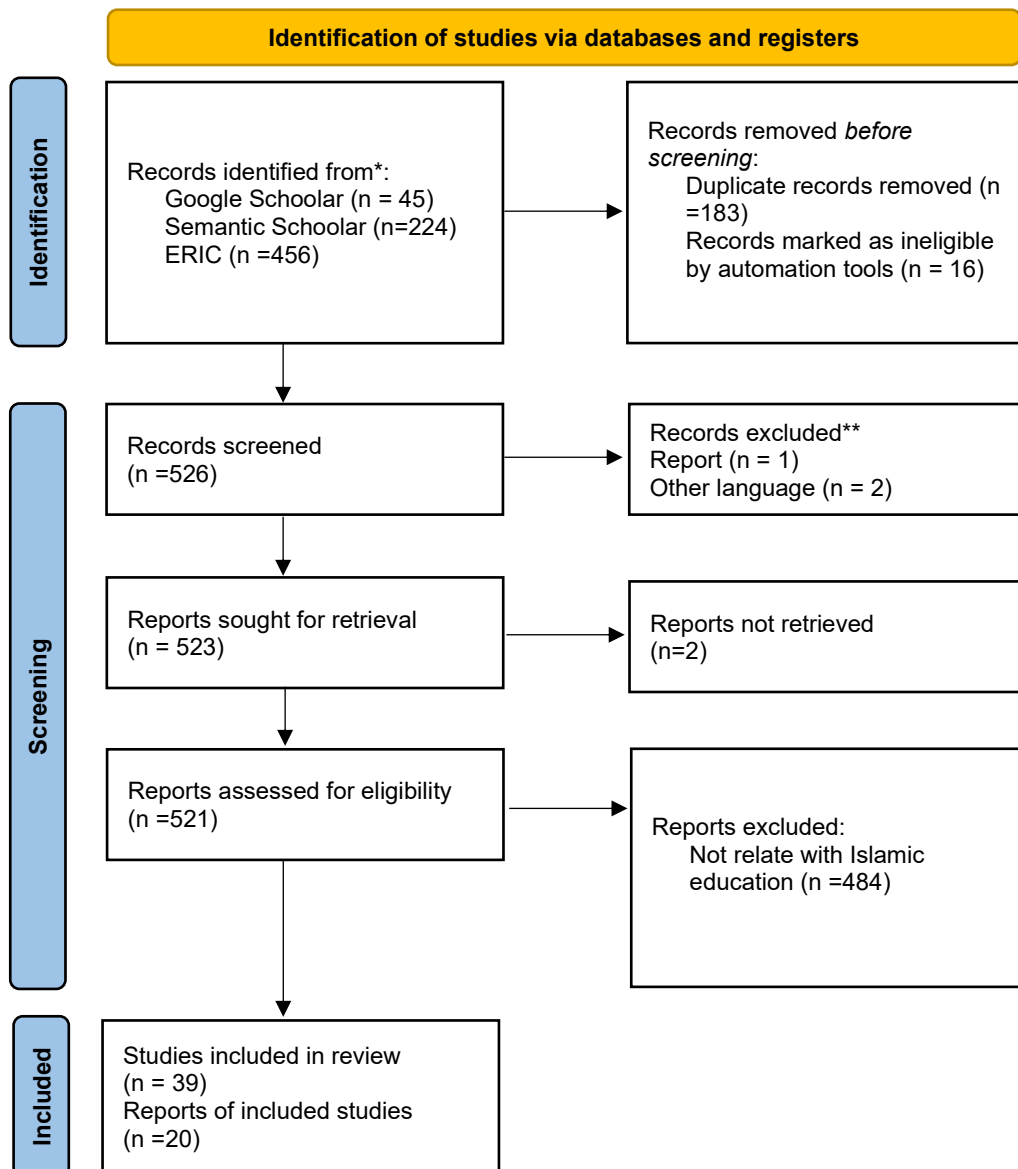 Identification of studies via databases and registers
Identification
Records identified from*:
Google Schoolar (n = 45)
Semantic Schoolar (n=224)
ERIC (n =456)
Records removed before
screening:
Duplicate records removed (n
=183)
Records marked as ineligible
by automation tools (n = 16)
Screening
Records screened
(n =526)
Records excluded**
Report (n = 1)
Other language (n = 2)
Reports sought for retrieval
(n = 523)
Reports not retrieved
(n=2)
Reports assessed for eligibility
(n =521)
Reports excluded:
Not relate with Islamic
education (n =484)
Included
Studies included in review
(n = 39)
Reports of included studies
(n =20)